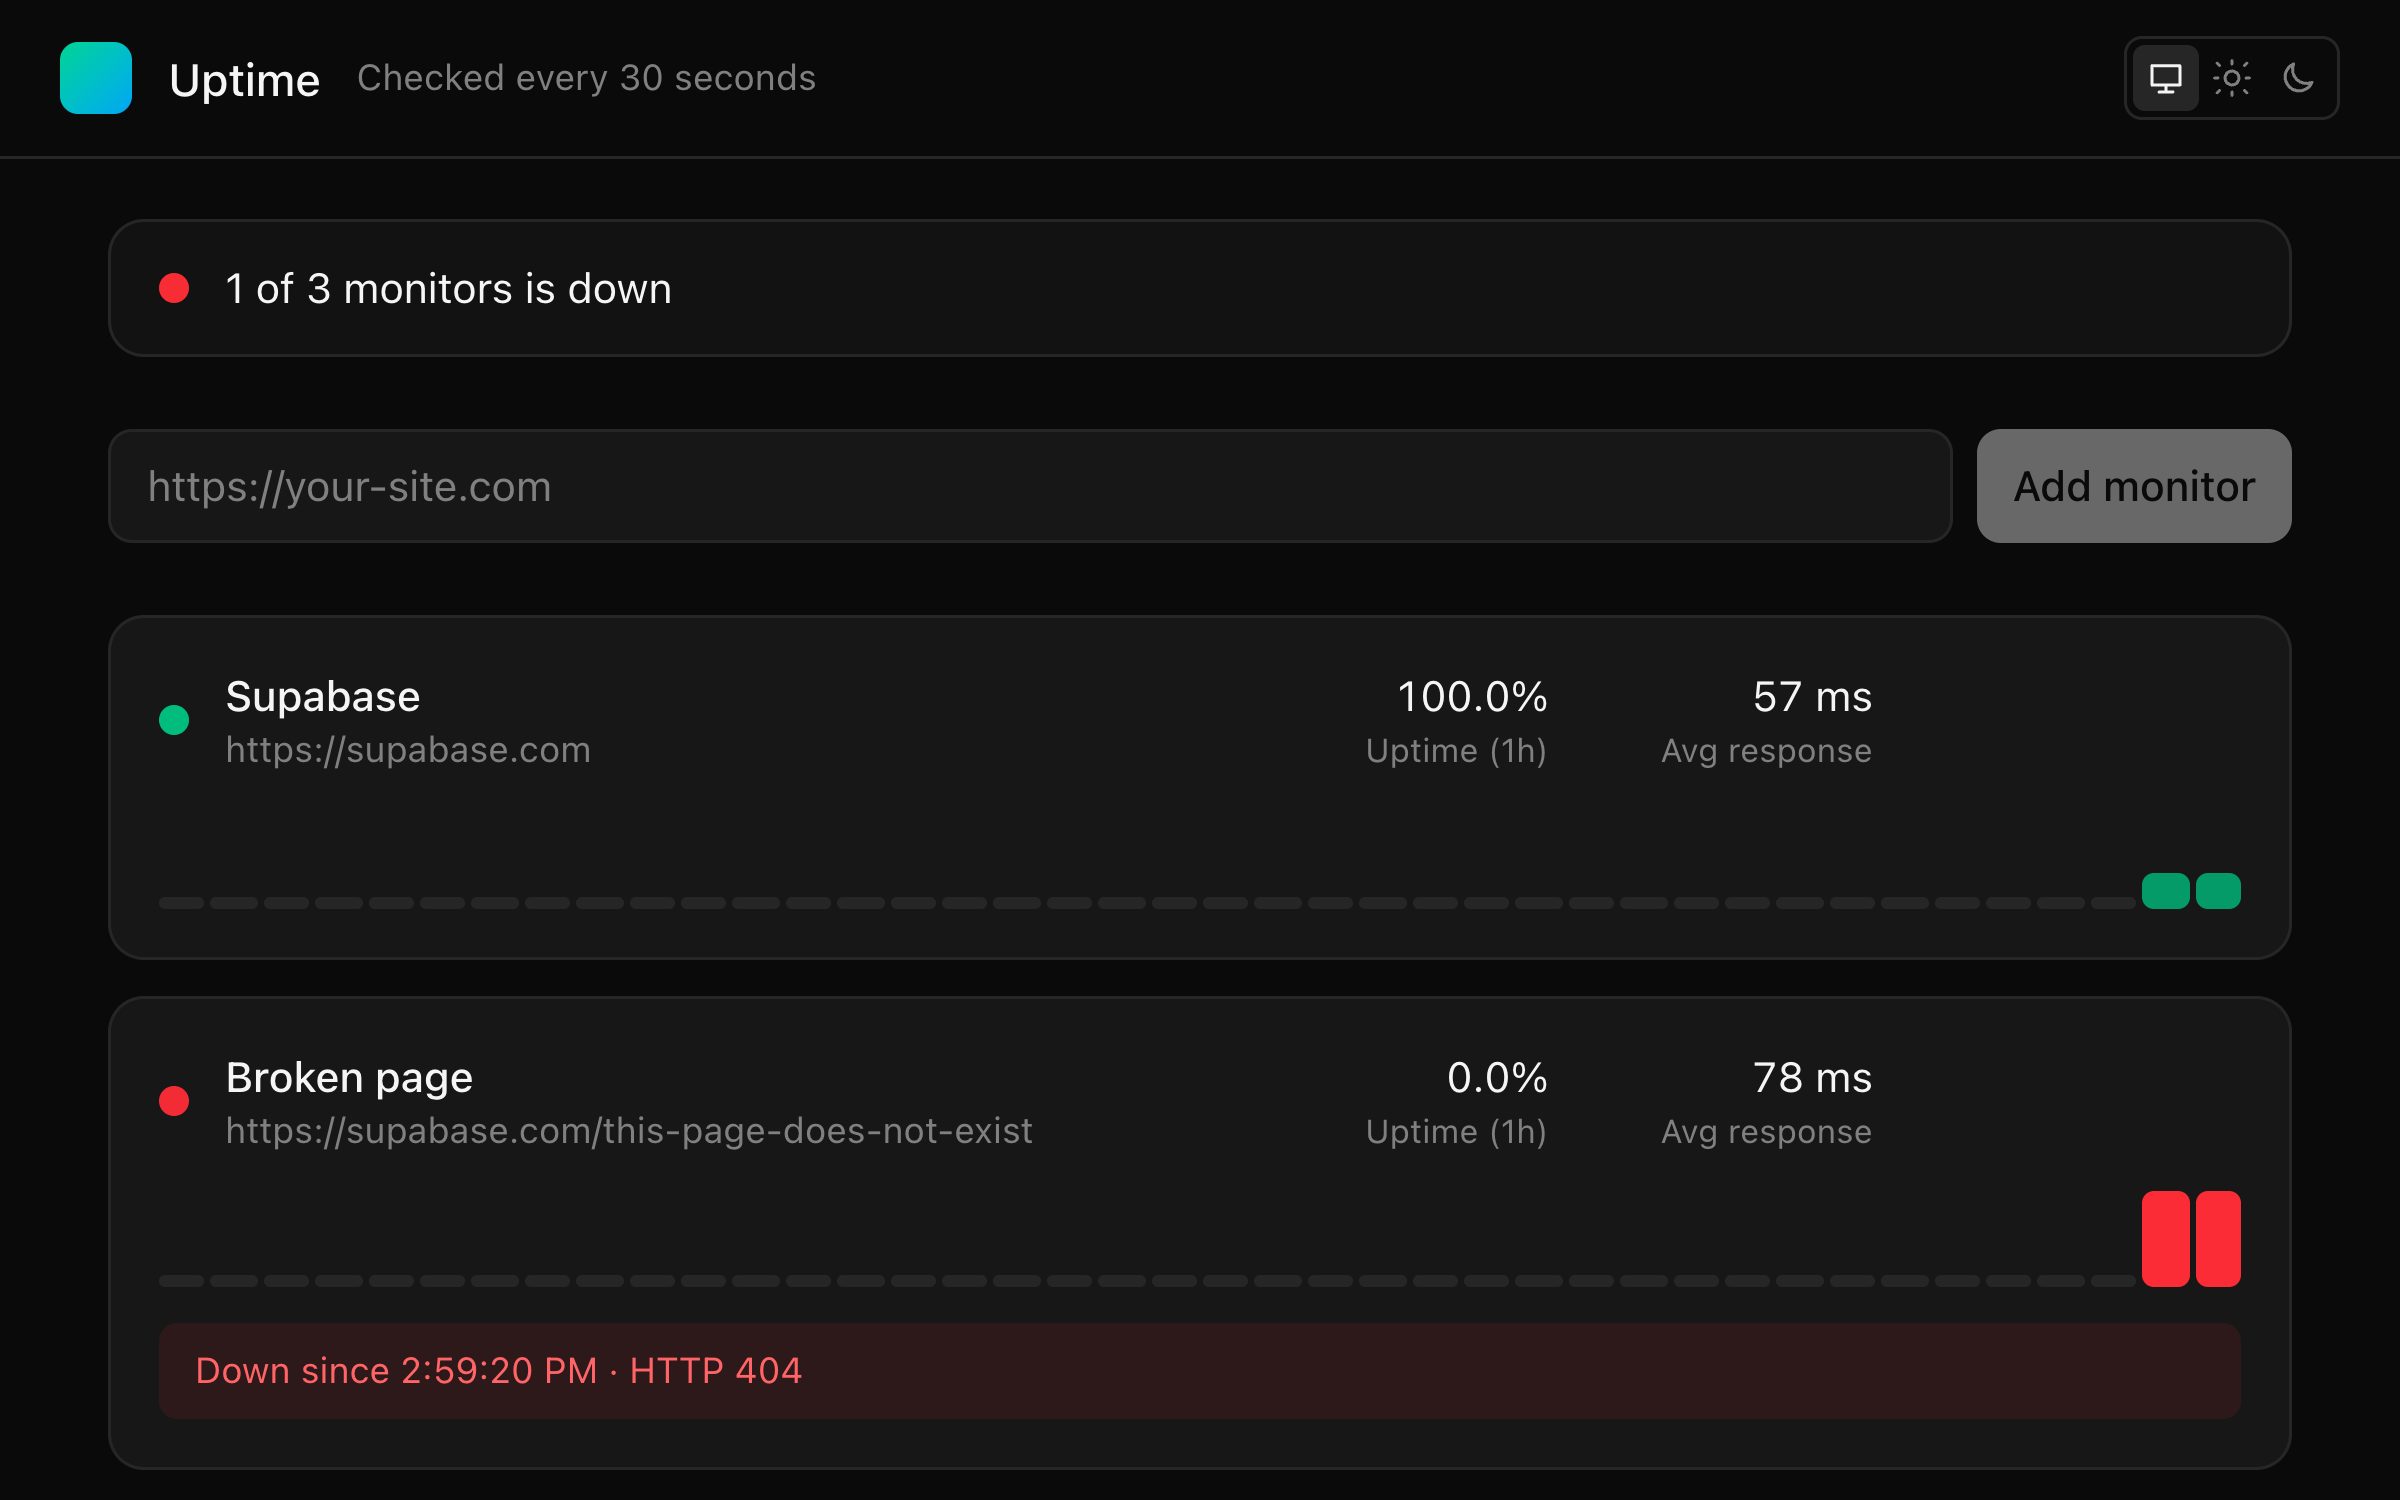 Uptime Checked every 30 seconds
1 of 3 monitors is down
https://your-site.com Add monitor
Supabase 100.0% 57 ms
https://supabase.com Uptime (1h) Avg response
Broken page 0.0% 78 ms
https://supabase.com/this-page-does-not-exist Uptime (1h) Avg response
Down since 2:59:20 PM · HTTP 404